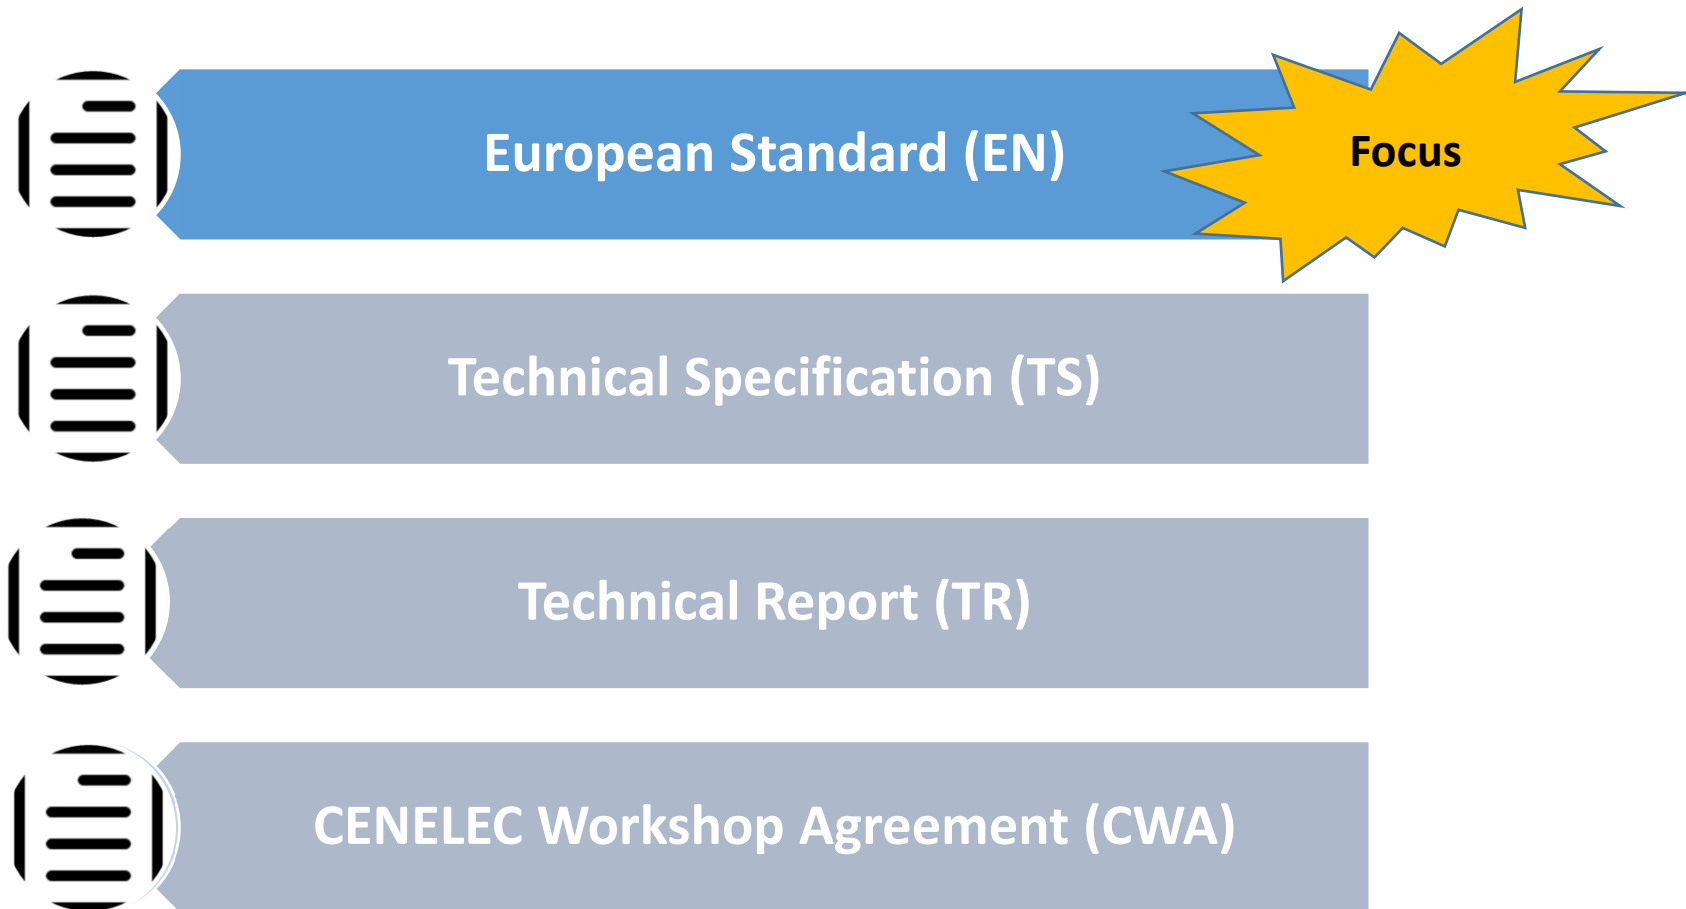 European Standard (EN)
Focus
Technical Specification (TS)
Technical Report (TR)
CENELEC Workshop Agreement (CWA)